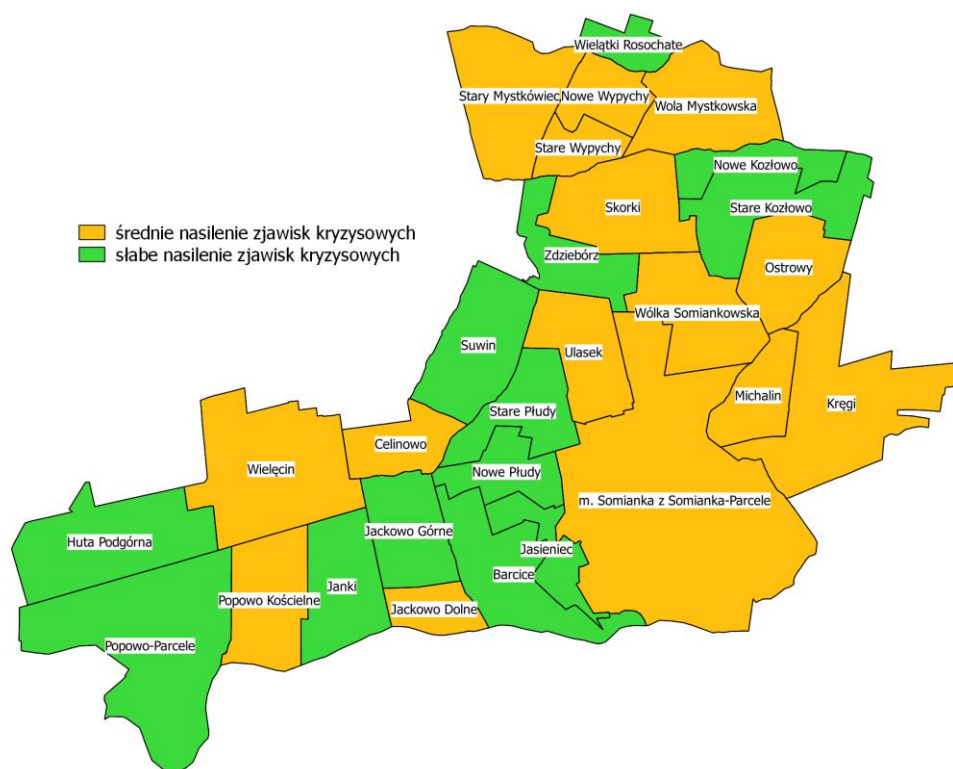 Wielątki Rosochate
Stary Mystkówiec
Nowe Wypychy
Wola Mystkowska
Stare Wypychy
Nowe Kozłowo
Skorki
Stare Kozłowo
średnie nasilenie zjawisk kryzysowych
słabe nasilenie zjawisk kryzysowych
Zdziebórz
Ostrowy
Wólka Somiankowska
Suwin
Ulasek
Michalin
Kręgi
Stare Płudy
Celinowo
Wielęcin
Nowe Płudy
m. Somianka z Somianka-Parcele
Huta Podgórna
Jackowo Górne
Jasieniec
Barcice
Janki
Popowo Kościelne
Jackowo Dolne
Popowo-Parcele